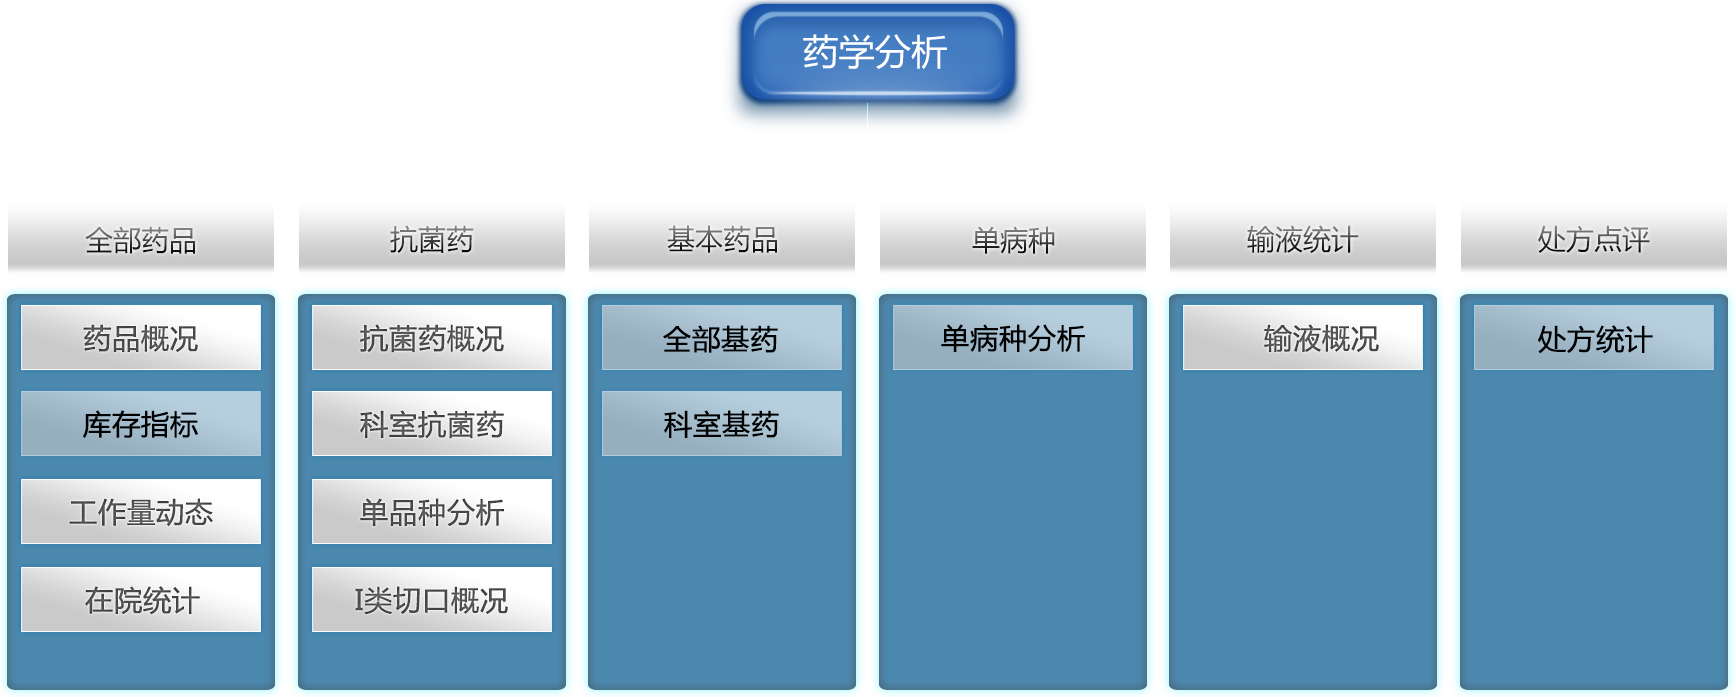 药学分析
全部药品
抗菌药
基本药品
单病种
输液统计
处方点评
药品概况
抗菌药概况
全部基药
单病种分析
输液概况
处方统计
库存指标
科室抗菌药
科室基药
工作量动态
单品种分析
在院统计
I类切口概况